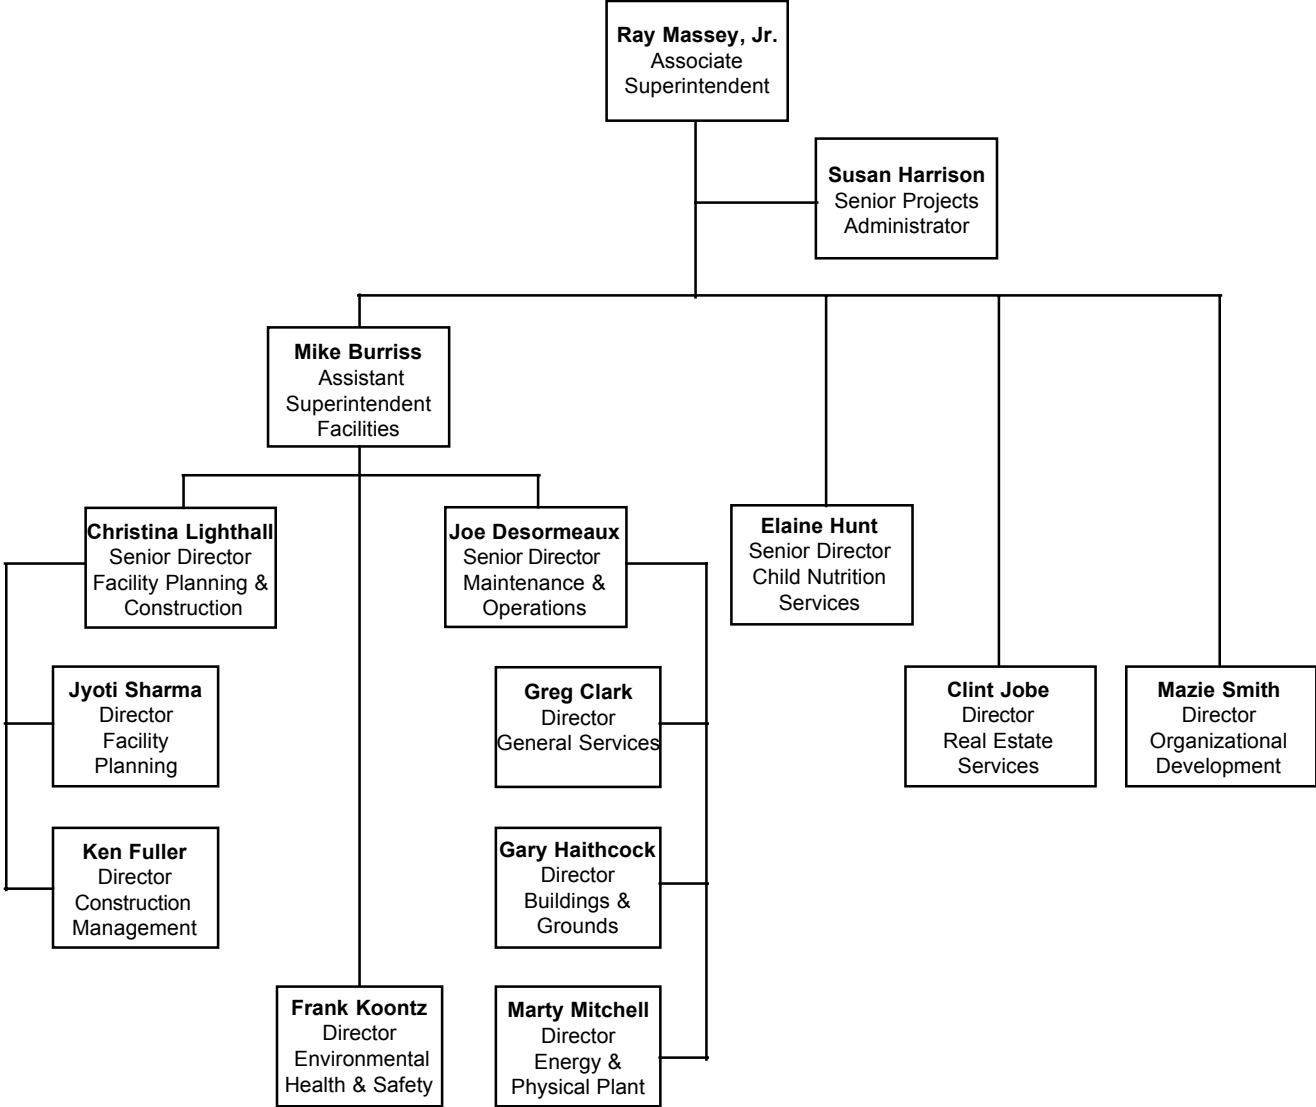 Ray Massey, Jr.
Associate
Superintendent
Susan Harrison
Senior Projects
Administrator
Mike Burriss
Assistant
Superintendent
Facilities
Christina Lighthall
Senior Director
Facility Planning &
Construction
Joe Desormeaux
Senior Director
Maintenance &
Operations
Elaine Hunt
Senior Director
Child Nutrition
Services
Jyoti Sharma
Director
Facility
Planning
Greg Clark
Director
General Services
Clint Jobe
Director
Real Estate
Services
Mazie Smith
Director
Organizational
Development
Ken Fuller
Director
Construction
Management
Gary Haithcock
Director
Buildings &
Grounds
Frank Koontz
Director
Environmental
Health & Safety
Marty Mitchell
Director
Energy &
Physical Plant